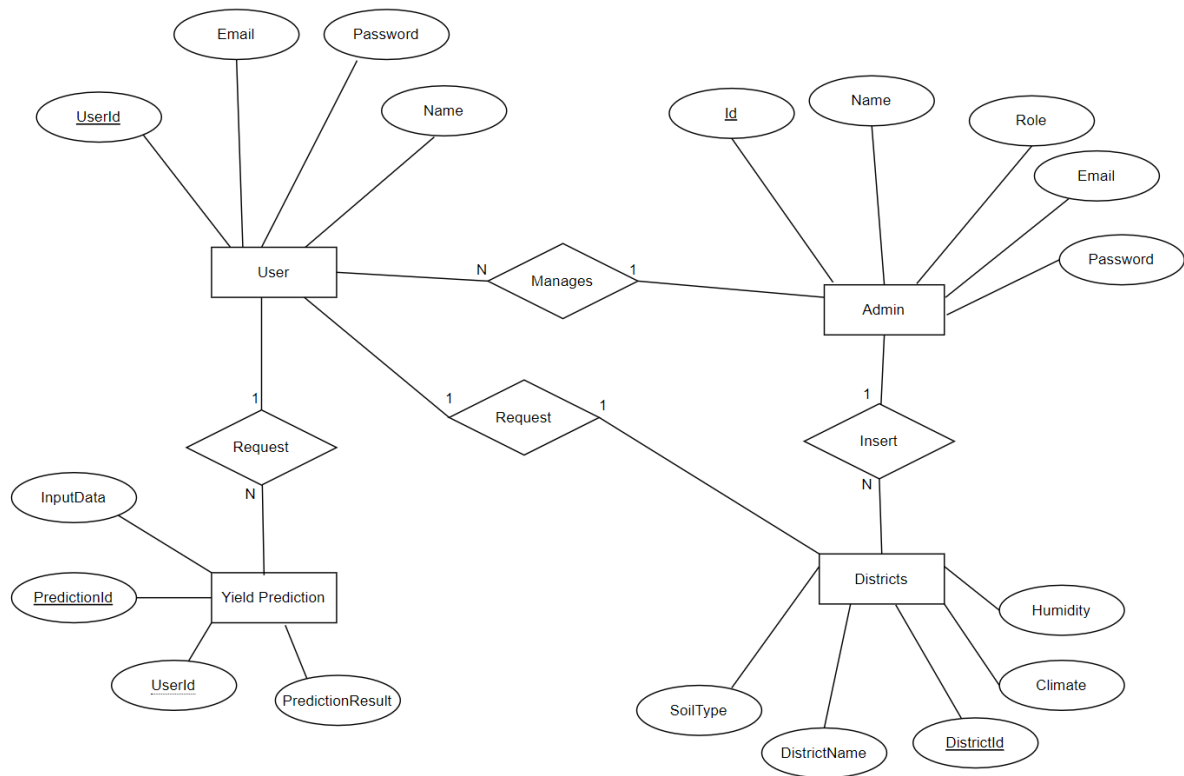 Email
Password
UserId
Name
Id
Name
Role
Email
Password
User
N
Manages
1
Admin
1
Request
N
1
Request
1
1
Insert
N
InputData
PredictionId
Yield Prediction
UserId
PredictionResult
Districts
Humidity
Climate
SoilType
DistrictName
DistrictId